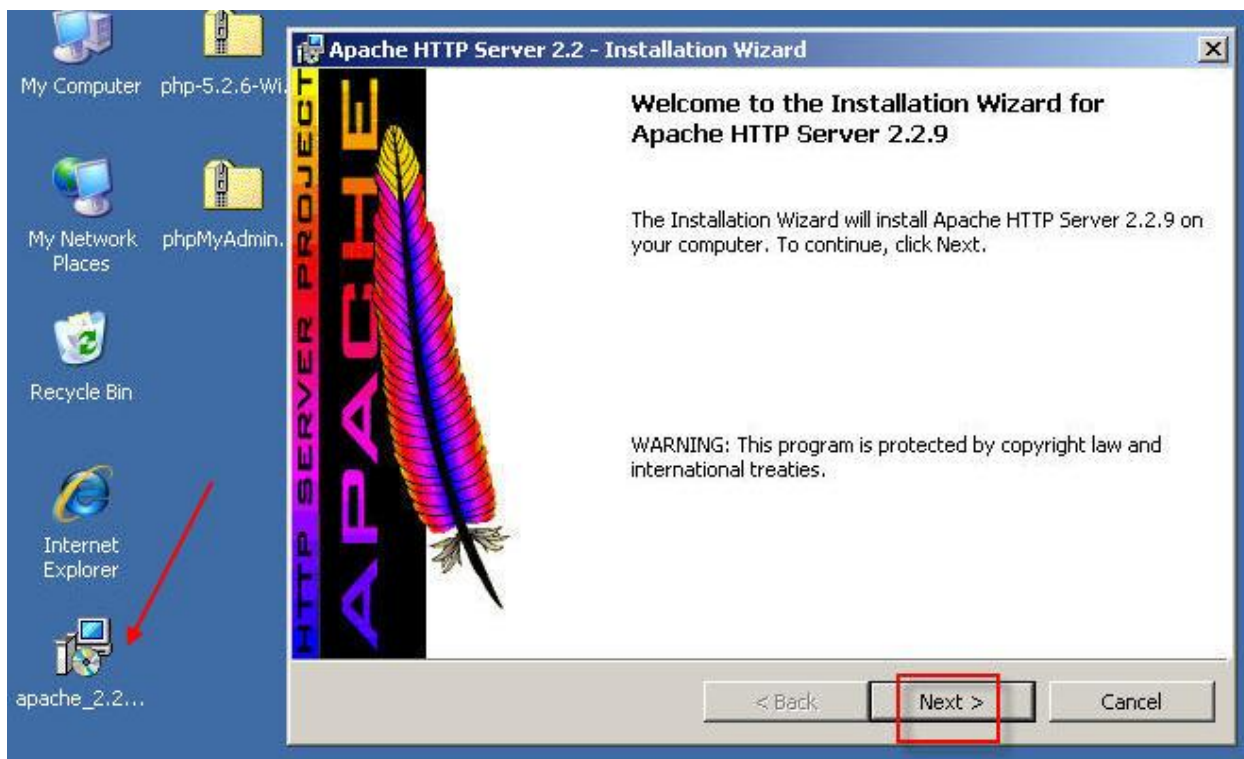 My Computer
php-5.2.6-Wi.
My Network
Places
phpMyAdmin.
Recycle Bin
Internet
Explorer
apache_2.2...
Apache HTTP Server 2.2 - Installation Wizard
HTTP SERVER PROJECT
APACHE
Welcome to the Installation Wizard for
Apache HTTP Server 2.2.9
The Installation Wizard will install Apache HTTP Server 2.2.9 on
your computer. To continue, click Next.
WARNING: This program is protected by copyright law and
international treaties.
< Back
Next >
Cancel